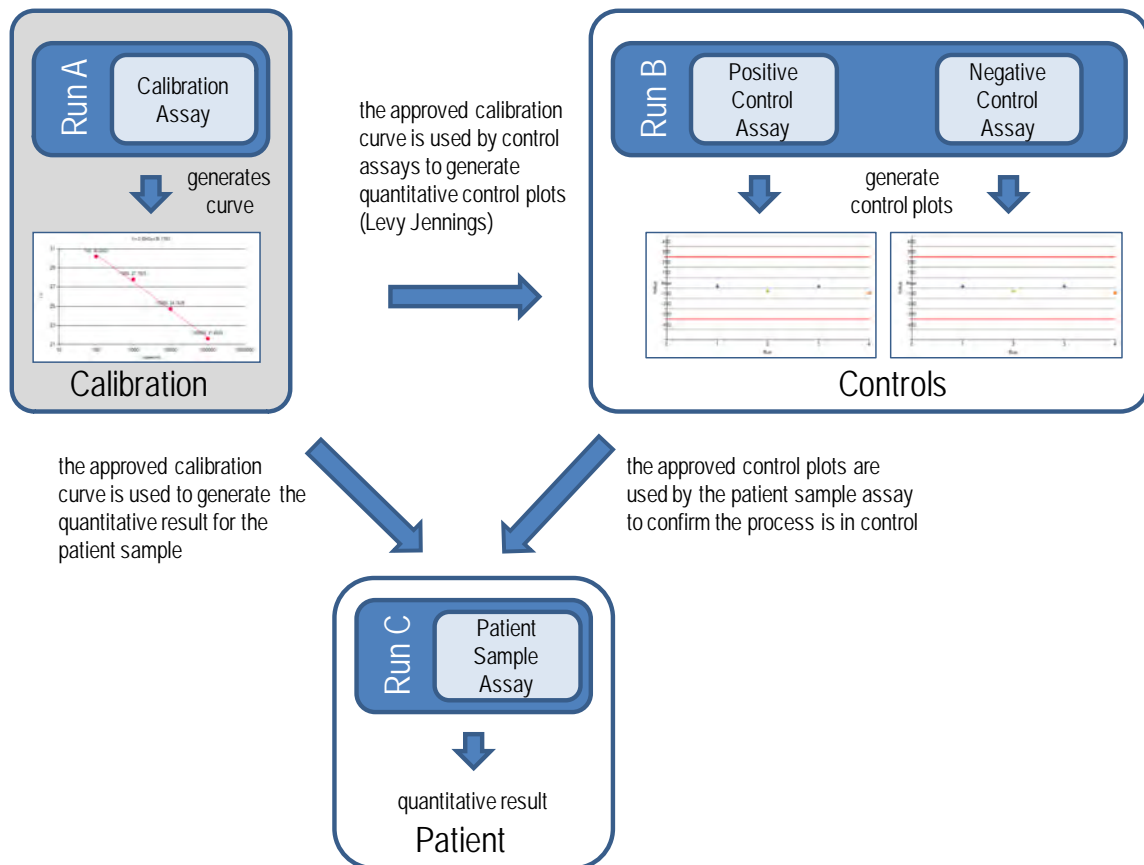 Run A
Calibration
Assay
generates
curve
Calibration
the approved calibration
curve is used by control
assays to generate
quantitative control plots
(Levy Jennings)
Run B
Positive
Control
Assay
Negative
Control
Assay
generate
control plots
Controls
the approved calibration
curve is used to generate the
quantitative result for the
patient sample
the approved control plots are
used by the patient sample assay
to confirm the process is in control
Run C
Patient
Sample
Assay
quantitative result
Patient